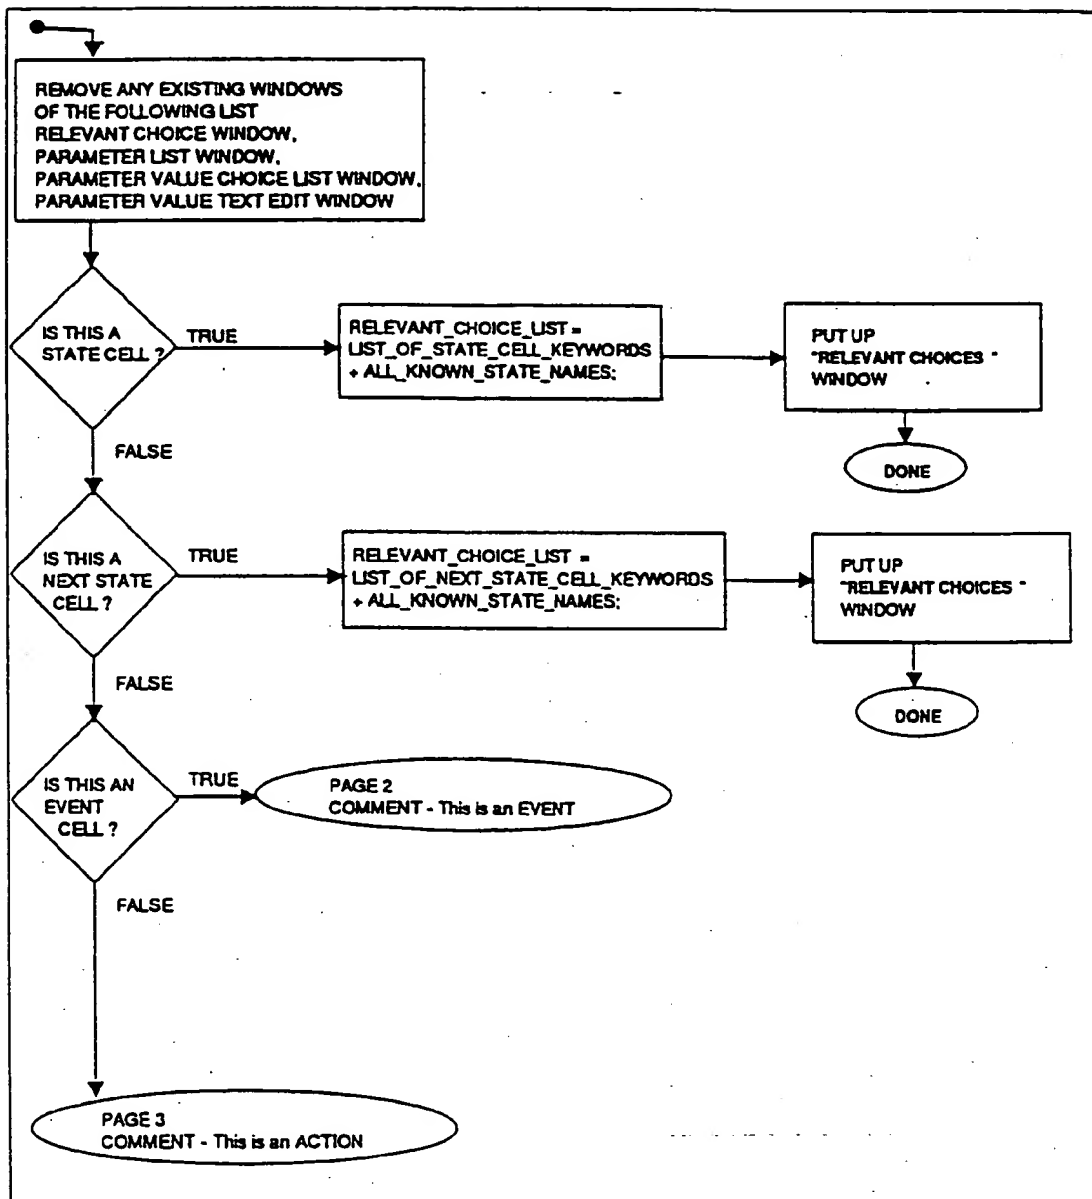 REMOVE ANY EXISTING WINDOWS
OF THE FOLLOWING LIST
RELEVANT CHOICE WINDOW,
PARAMETER LIST WINDOW,
PARAMETER VALUE CHOICE LIST WINDOW,
PARAMETER VALUE TEXT EDIT WINDOW
IS THIS A
STATE CELL ?
TRUE
RELEVANT_CHOICE_LIST =
LIST_OF_STATE_CELL_KEYWORDS
+ ALL_KNOWN_STATE_NAMES;
PUT UP
"RELEVANT CHOICES "
WINDOW
DONE
FALSE
IS THIS A
NEXT STATE
CELL ?
TRUE
RELEVANT_CHOICE_LIST =
LIST_OF_NEXT_STATE_CELL_KEYWORDS
+ ALL_KNOWN_STATE_NAMES;
PUT UP
"RELEVANT CHOICES "
WINDOW
DONE
FALSE
IS THIS AN
EVENT
CELL ?
TRUE
PAGE 2
COMMENT - This is an EVENT
FALSE
PAGE 3
COMMENT - This is an ACTION